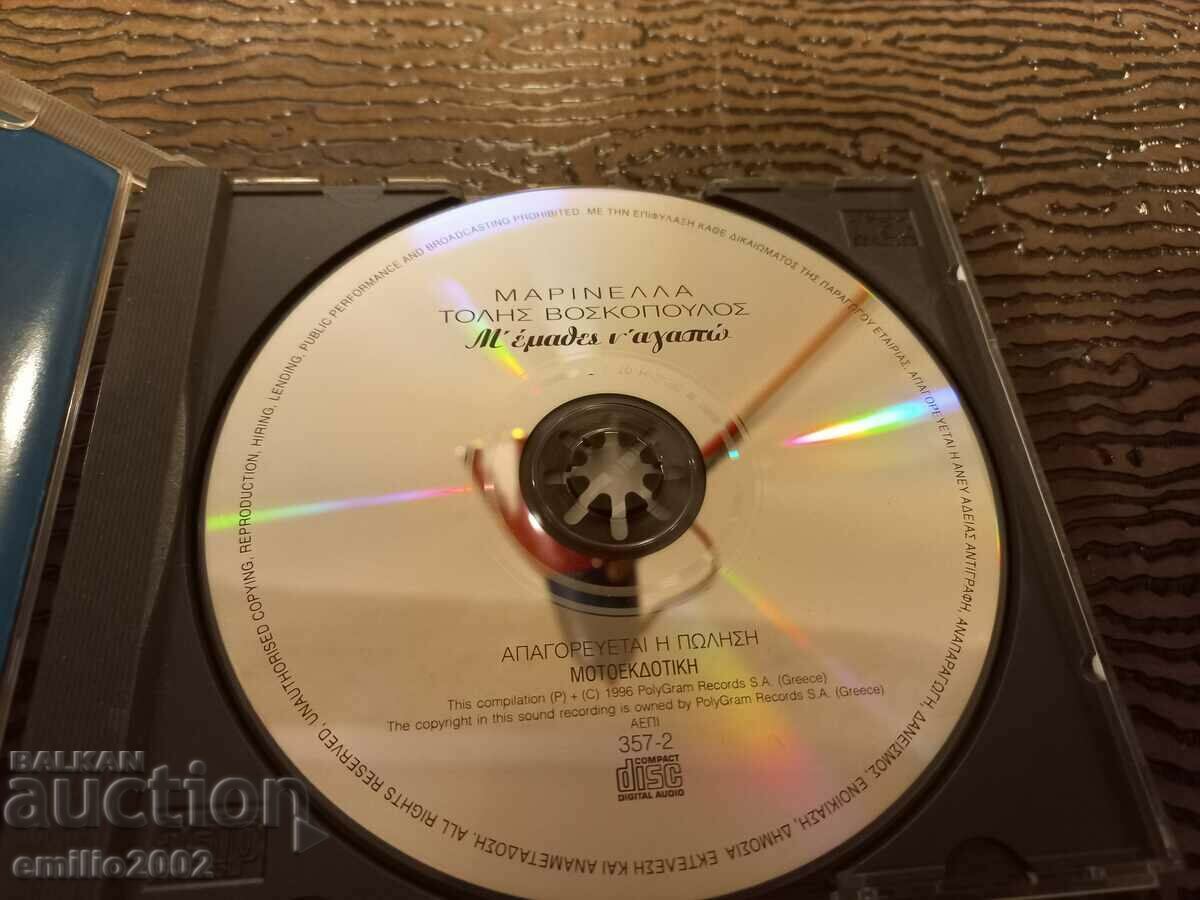 ΜΑΡΙΝΕΛΛΑ
ΤΟΛΗΣ ΒΟΣΚΟΠΟΥΛΟΣ
Μ' έμαθες ν' αγαπώ
ΑΠΑΓΟΡΕΥΕΤΑΙ Η ΠΩΛΗΣΗ
ΜΟΤΟΕΚΔΟΤΙΚΗ
This compilation (P) + (C) 1996 PolyGram Records S.A. (Greece)
The copyright in this sound recording is owned by PolyGram Records S.A. (Greece)
ΑΕΠΙ
357-2
COMPACT
disc
DIGITAL AUDIO
ALL RIGHTS RESERVED. UNAUTHORISED COPYING, REPRODUCTION, HIRING, LENDING, PUBLIC PERFORMANCE AND BROADCASTING PROHIBITED. ΜΕ ΤΗΝ ΕΠΙΦΥΛΑΞΗ ΚΑΘΕ ΔΙΚΑΙΩΜΑΤΟΣ ΤΗΣ ΠΑΡΑΓΩΓΟΥ ΕΤΑΙΡΙΑΣ, ΑΠΑΓΟΡΕΥΕΤΑΙ Η ΑΝΕΥ ΑΔΕΙΑΣ ΑΝΤΙΓΡΑΦΗ, ΑΝΑΠΑΡΑΓΩΓΗ, ΔΑΝΕΙΣΜΟΣ, ΕΝΟΙΚΙΑΣΗ, ΔΗΜΟΣΙΑ ΕΚΤΕΛΕΣΗ ΚΑΙ ΑΝΑΜΕΤΑΔΟΣΗ.
BALKAN
auction
emilio2002